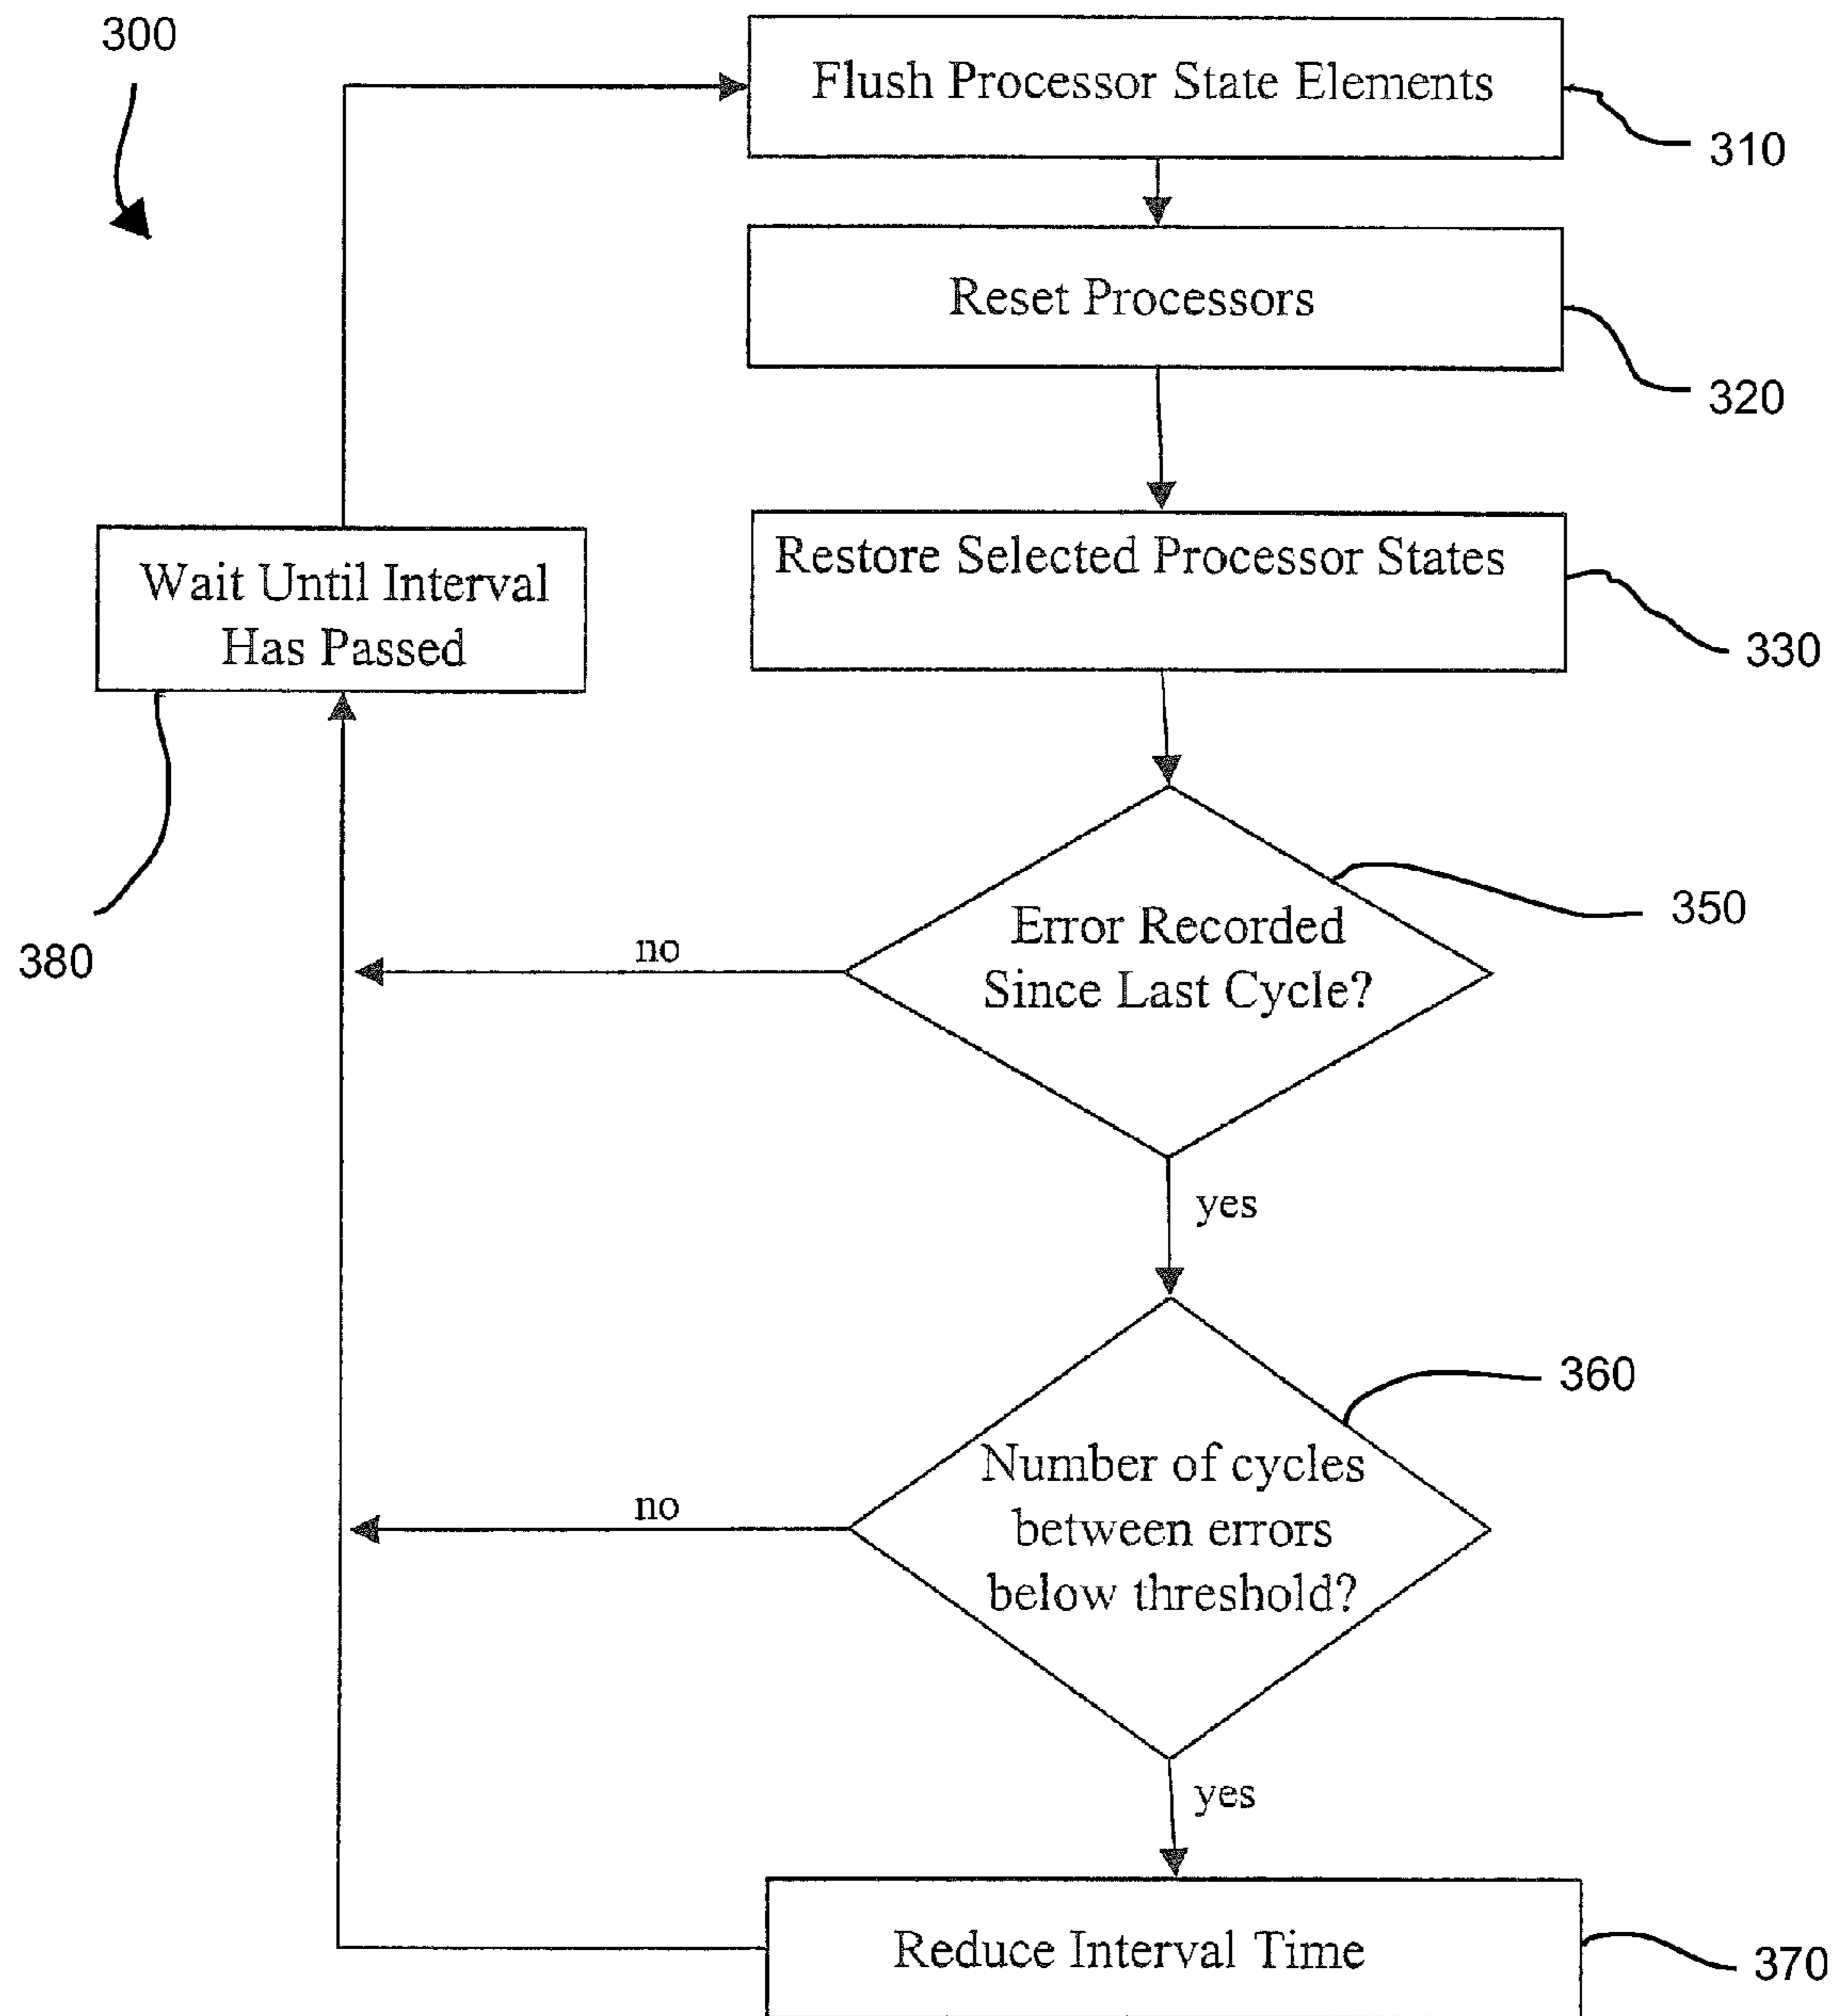 300
Flush Processor State Elements
310
Reset Processors
320
Restore Selected Processor States
330
Wait Until Interval
Has Passed
380
Error Recorded
Since Last Cycle?
350
no
yes
Number of cycles
between errors
below threshold?
360
no
yes
Reduce Interval Time
370